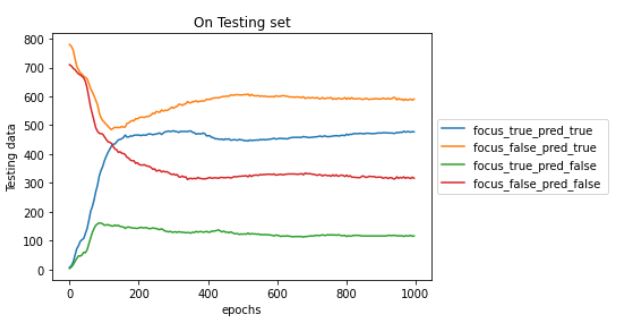 On Testing set
800
700
600
500
400
300
200
100
0
Testing data
0
200
400
600
800
1000
epochs
focus_true_pred_true
focus_false_pred_true
focus_true_pred_false
focus_false_pred_false